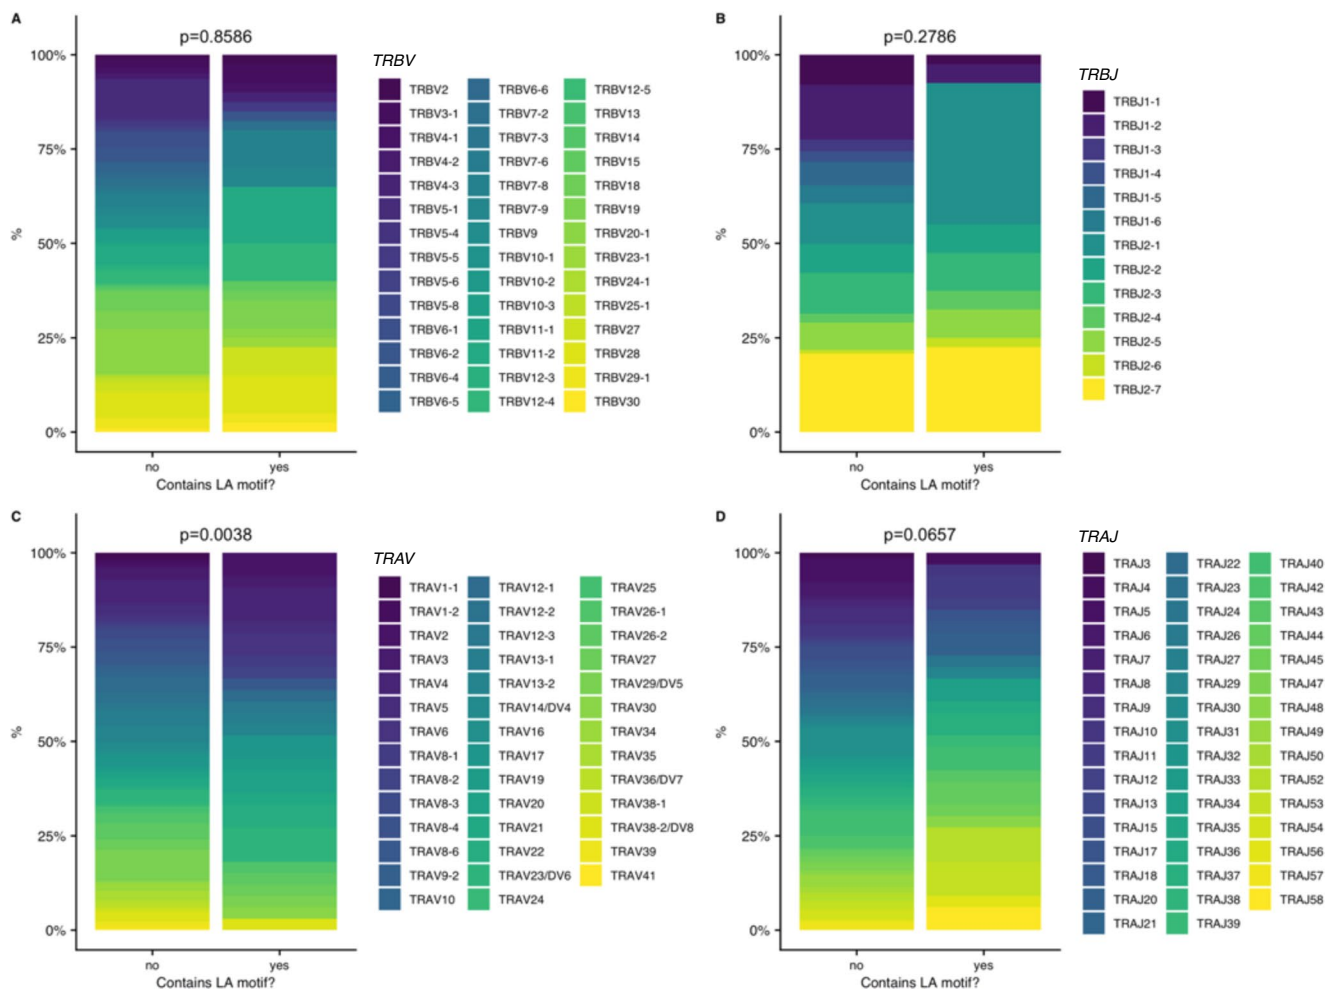 A
p=0.8586
100%
75%
50%
25%
0%
%
no
yes
Contains LA motif?
TRBV
TRBV2
TRBV3-1
TRBV4-1
TRBV4-2
TRBV4-3
TRBV5-1
TRBV5-4
TRBV5-5
TRBV5-6
TRBV5-8
TRBV6-1
TRBV6-2
TRBV6-4
TRBV6-5
TRBV6-6
TRBV7-2
TRBV7-3
TRBV7-6
TRBV7-8
TRBV7-9
TRBV9
TRBV10-1
TRBV10-2
TRBV10-3
TRBV11-1
TRBV11-2
TRBV12-3
TRBV12-4
TRBV12-5
TRBV13
TRBV14
TRBV15
TRBV18
TRBV19
TRBV20-1
TRBV23-1
TRBV24-1
TRBV25-1
TRBV27
TRBV28
TRBV29-1
TRBV30
B
p=0.2786
100%
75%
50%
25%
0%
%
no
yes
Contains LA motif?
TRBJ
TRBJ1-1
TRBJ1-2
TRBJ1-3
TRBJ1-4
TRBJ1-5
TRBJ1-6
TRBJ2-1
TRBJ2-2
TRBJ2-3
TRBJ2-4
TRBJ2-5
TRBJ2-6
TRBJ2-7
C
p=0.0038
100%
75%
50%
25%
0%
%
no
yes
Contains LA motif?
TRAV
TRAV1-1
TRAV1-2
TRAV2
TRAV3
TRAV4
TRAV5
TRAV6
TRAV8-1
TRAV8-2
TRAV8-3
TRAV8-4
TRAV8-6
TRAV9-2
TRAV10
TRAV12-1
TRAV12-2
TRAV12-3
TRAV13-1
TRAV13-2
TRAV14/DV4
TRAV16
TRAV17
TRAV19
TRAV20
TRAV21
TRAV22
TRAV23/DV6
TRAV24
TRAV25
TRAV26-1
TRAV26-2
TRAV27
TRAV29/DV5
TRAV30
TRAV34
TRAV35
TRAV36/DV7
TRAV38-1
TRAV38-2/DV8
TRAV39
TRAV41
D
p=0.0657
100%
75%
50%
25%
0%
%
no
yes
Contains LA motif?
TRAJ
TRAJ3
TRAJ4
TRAJ5
TRAJ6
TRAJ7
TRAJ8
TRAJ9
TRAJ10
TRAJ11
TRAJ12
TRAJ13
TRAJ15
TRAJ17
TRAJ18
TRAJ20
TRAJ21
TRAJ22
TRAJ23
TRAJ24
TRAJ26
TRAJ27
TRAJ29
TRAJ30
TRAJ31
TRAJ32
TRAJ33
TRAJ34
TRAJ35
TRAJ36
TRAJ37
TRAJ38
TRAJ39
TRAJ40
TRAJ42
TRAJ43
TRAJ44
TRAJ45
TRAJ47
TRAJ48
TRAJ49
TRAJ50
TRAJ52
TRAJ53
TRAJ54
TRAJ56
TRAJ57
TRAJ58